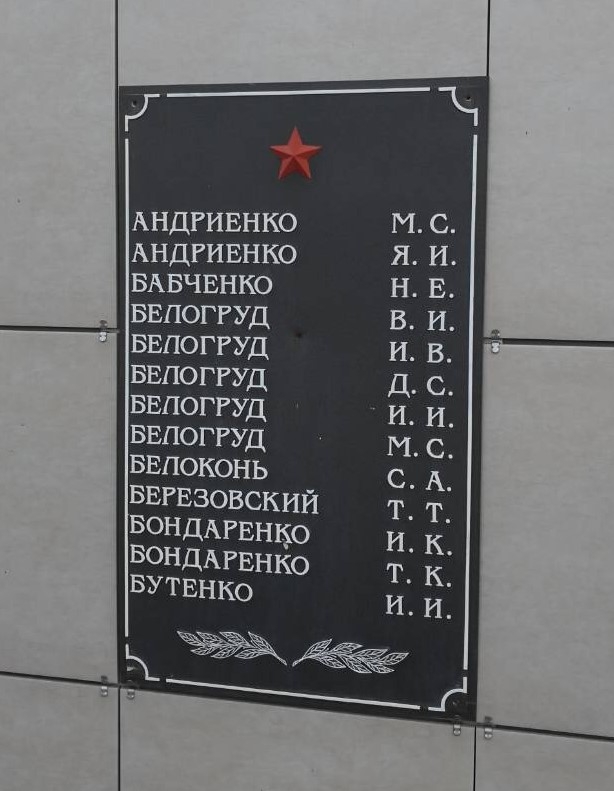 АНДРИЕНКО М. С.
АНДРИЕНКО Я. И.
БАБЧЕНКО Н. Е.
БЕЛОГРУД В. И.
БЕЛОГРУД И. В.
БЕЛОГРУД Д. С.
БЕЛОГРУД И. И.
БЕЛОГРУД М. С.
БЕЛОКОНЬ С. А.
БЕРЕЗОВСКИЙ Т. Т.
БОНДАРЕНКО И. К.
БОНДАРЕНКО Т. К.
БУТЕНКО И. И.